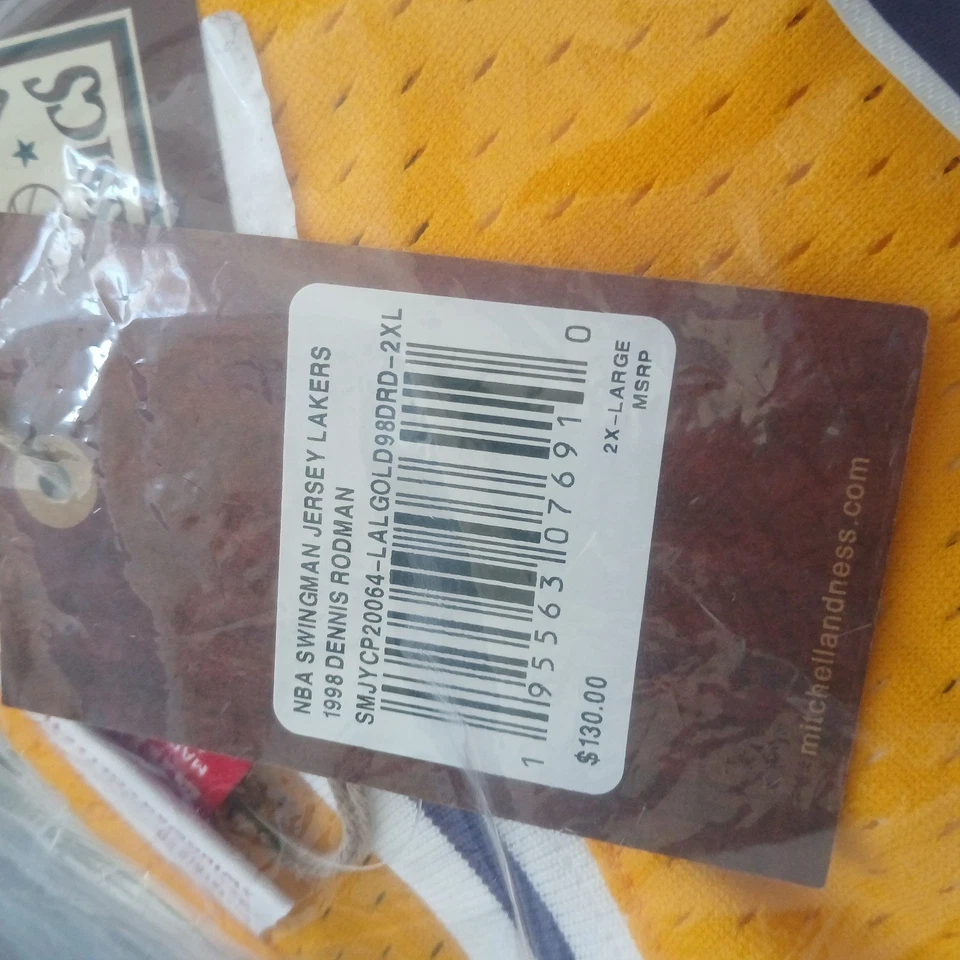 NBA SWINGMAN JERSEY LAKERS
1998 DENNIS RODMAN
SMJYCP20064-LALGOLD98DRD-2XL
1 95563 07691 0
2X-LARGE
$130.00 MSRP
mitchellandness.com